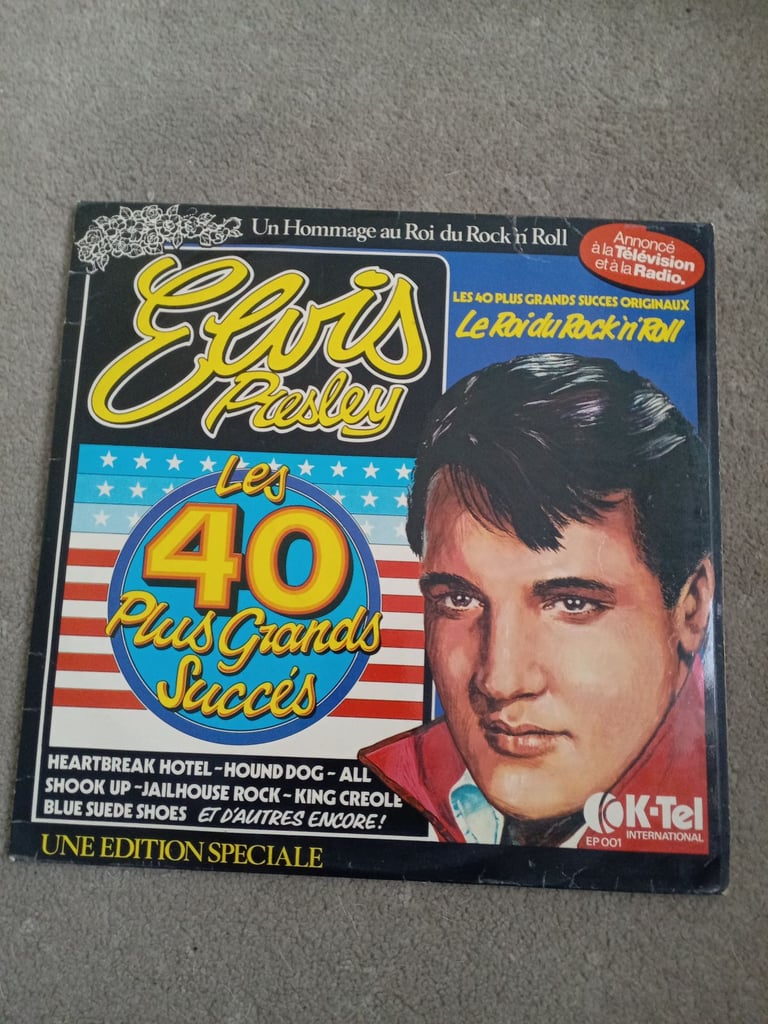 Un Hommage au Roi du Rock 'n' Roll
Annoncé
à la Télévision
et à la Radio.
Elvis
Presley
LES 40 PLUS GRANDS SUCCES ORIGINAUX
Le Roi du Rock 'n' Roll
Les
40
Plus Grands
Succés
HEARTBREAK HOTEL - HOUND DOG - ALL
SHOOK UP - JAILHOUSE ROCK - KING CREOLE
BLUE SUEDE SHOES ET D'AUTRES ENCORE!
K-Tel
INTERNATIONAL
EP 001
UNE EDITION SPECIALE